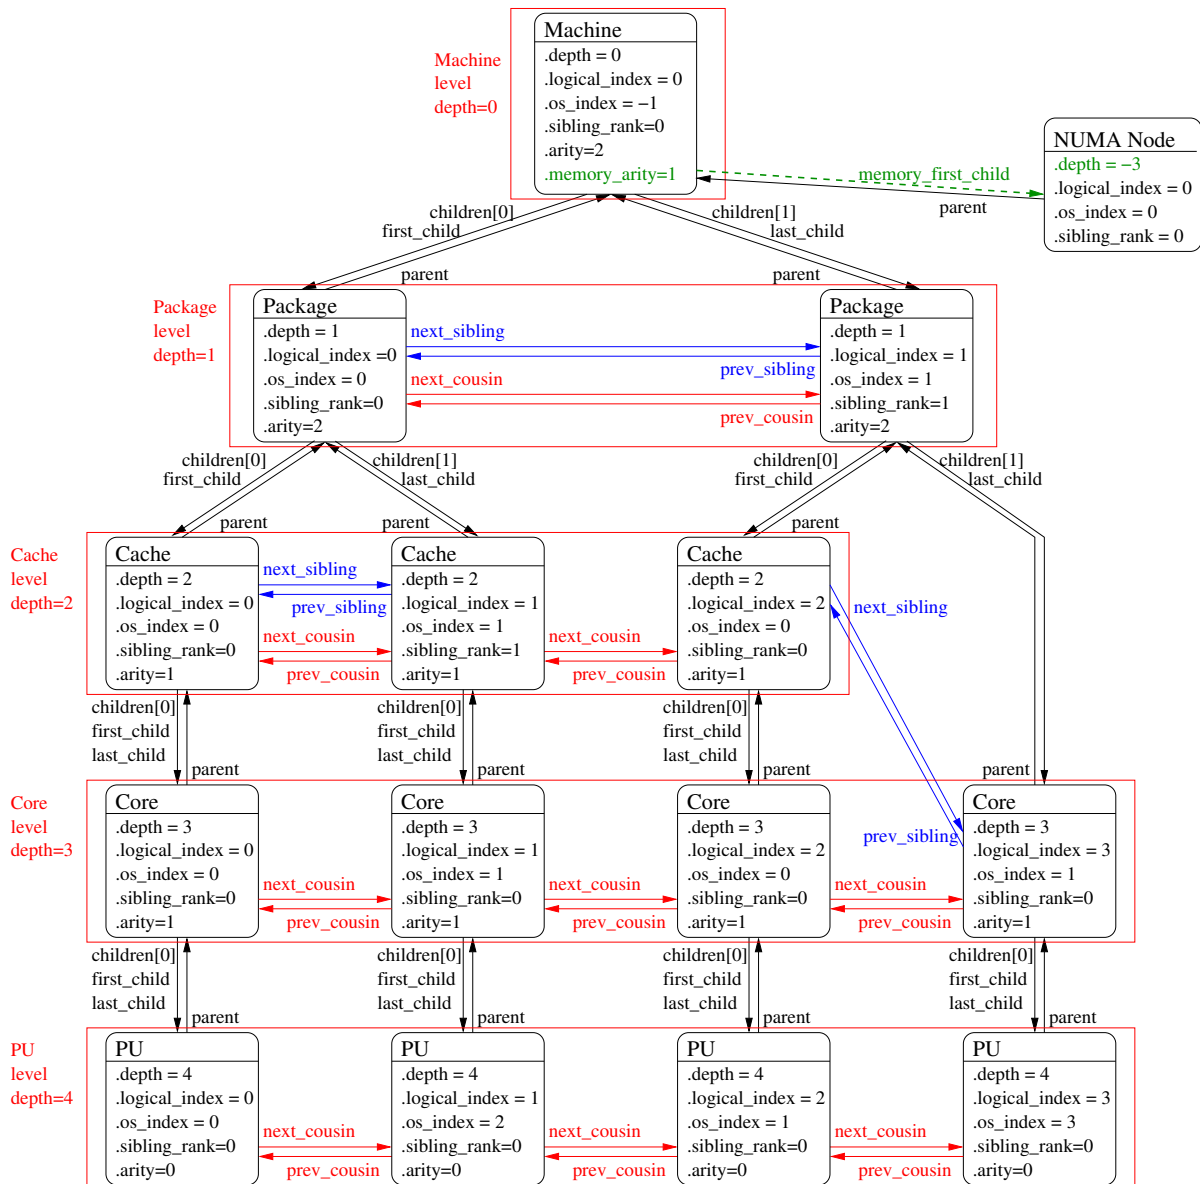 Machine
level
depth=0
Machine
.depth = 0
.logical_index = 0
.os_index = −1
.sibling_rank=0
.arity=2
.memory_arity=1
memory_first_child
parent
NUMA Node
.depth = −3
.logical_index = 0
.os_index = 0
.sibling_rank = 0
children[0]
first_child
parent
children[1]
last_child
parent
Package
level
depth=1
Package
.depth = 1
.logical_index =0
.os_index = 0
.sibling_rank=0
.arity=2
next_sibling
prev_sibling
next_cousin
prev_cousin
Package
.depth = 1
.logical_index = 1
.os_index = 1
.sibling_rank=1
.arity=2
children[0]
first_child
parent
children[1]
last_child
parent
children[0]
first_child
parent
children[1]
last_child
Cache
level
depth=2
Cache
.depth = 2
.logical_index = 0
.os_index = 0
.sibling_rank=0
.arity=1
next_sibling
prev_sibling
next_cousin
prev_cousin
Cache
.depth = 2
.logical_index = 1
.os_index = 1
.sibling_rank=1
.arity=1
next_cousin
prev_cousin
Cache
.depth = 2
.logical_index = 2
.os_index = 0
.sibling_rank=0
.arity=1
next_sibling
prev_sibling
children[0]
first_child
last_child
parent
children[0]
first_child
last_child
parent
children[0]
first_child
last_child
parent
parent
Core
level
depth=3
Core
.depth = 3
.logical_index = 0
.os_index = 0
.sibling_rank=0
.arity=1
next_cousin
prev_cousin
Core
.depth = 3
.logical_index = 1
.os_index = 1
.sibling_rank=0
.arity=1
next_cousin
prev_cousin
Core
.depth = 3
.logical_index = 2
.os_index = 0
.sibling_rank=0
.arity=1
next_cousin
prev_cousin
Core
.depth = 3
.logical_index = 3
.os_index = 1
.sibling_rank=0
.arity=1
children[0]
first_child
last_child
parent
children[0]
first_child
last_child
parent
children[0]
first_child
last_child
parent
children[0]
first_child
last_child
parent
PU
level
depth=4
PU
.depth = 4
.logical_index = 0
.os_index = 0
.sibling_rank=0
.arity=0
next_cousin
prev_cousin
PU
.depth = 4
.logical_index = 1
.os_index = 2
.sibling_rank=0
.arity=0
next_cousin
prev_cousin
PU
.depth = 4
.logical_index = 2
.os_index = 1
.sibling_rank=0
.arity=0
next_cousin
prev_cousin
PU
.depth = 4
.logical_index = 3
.os_index = 3
.sibling_rank=0
.arity=0